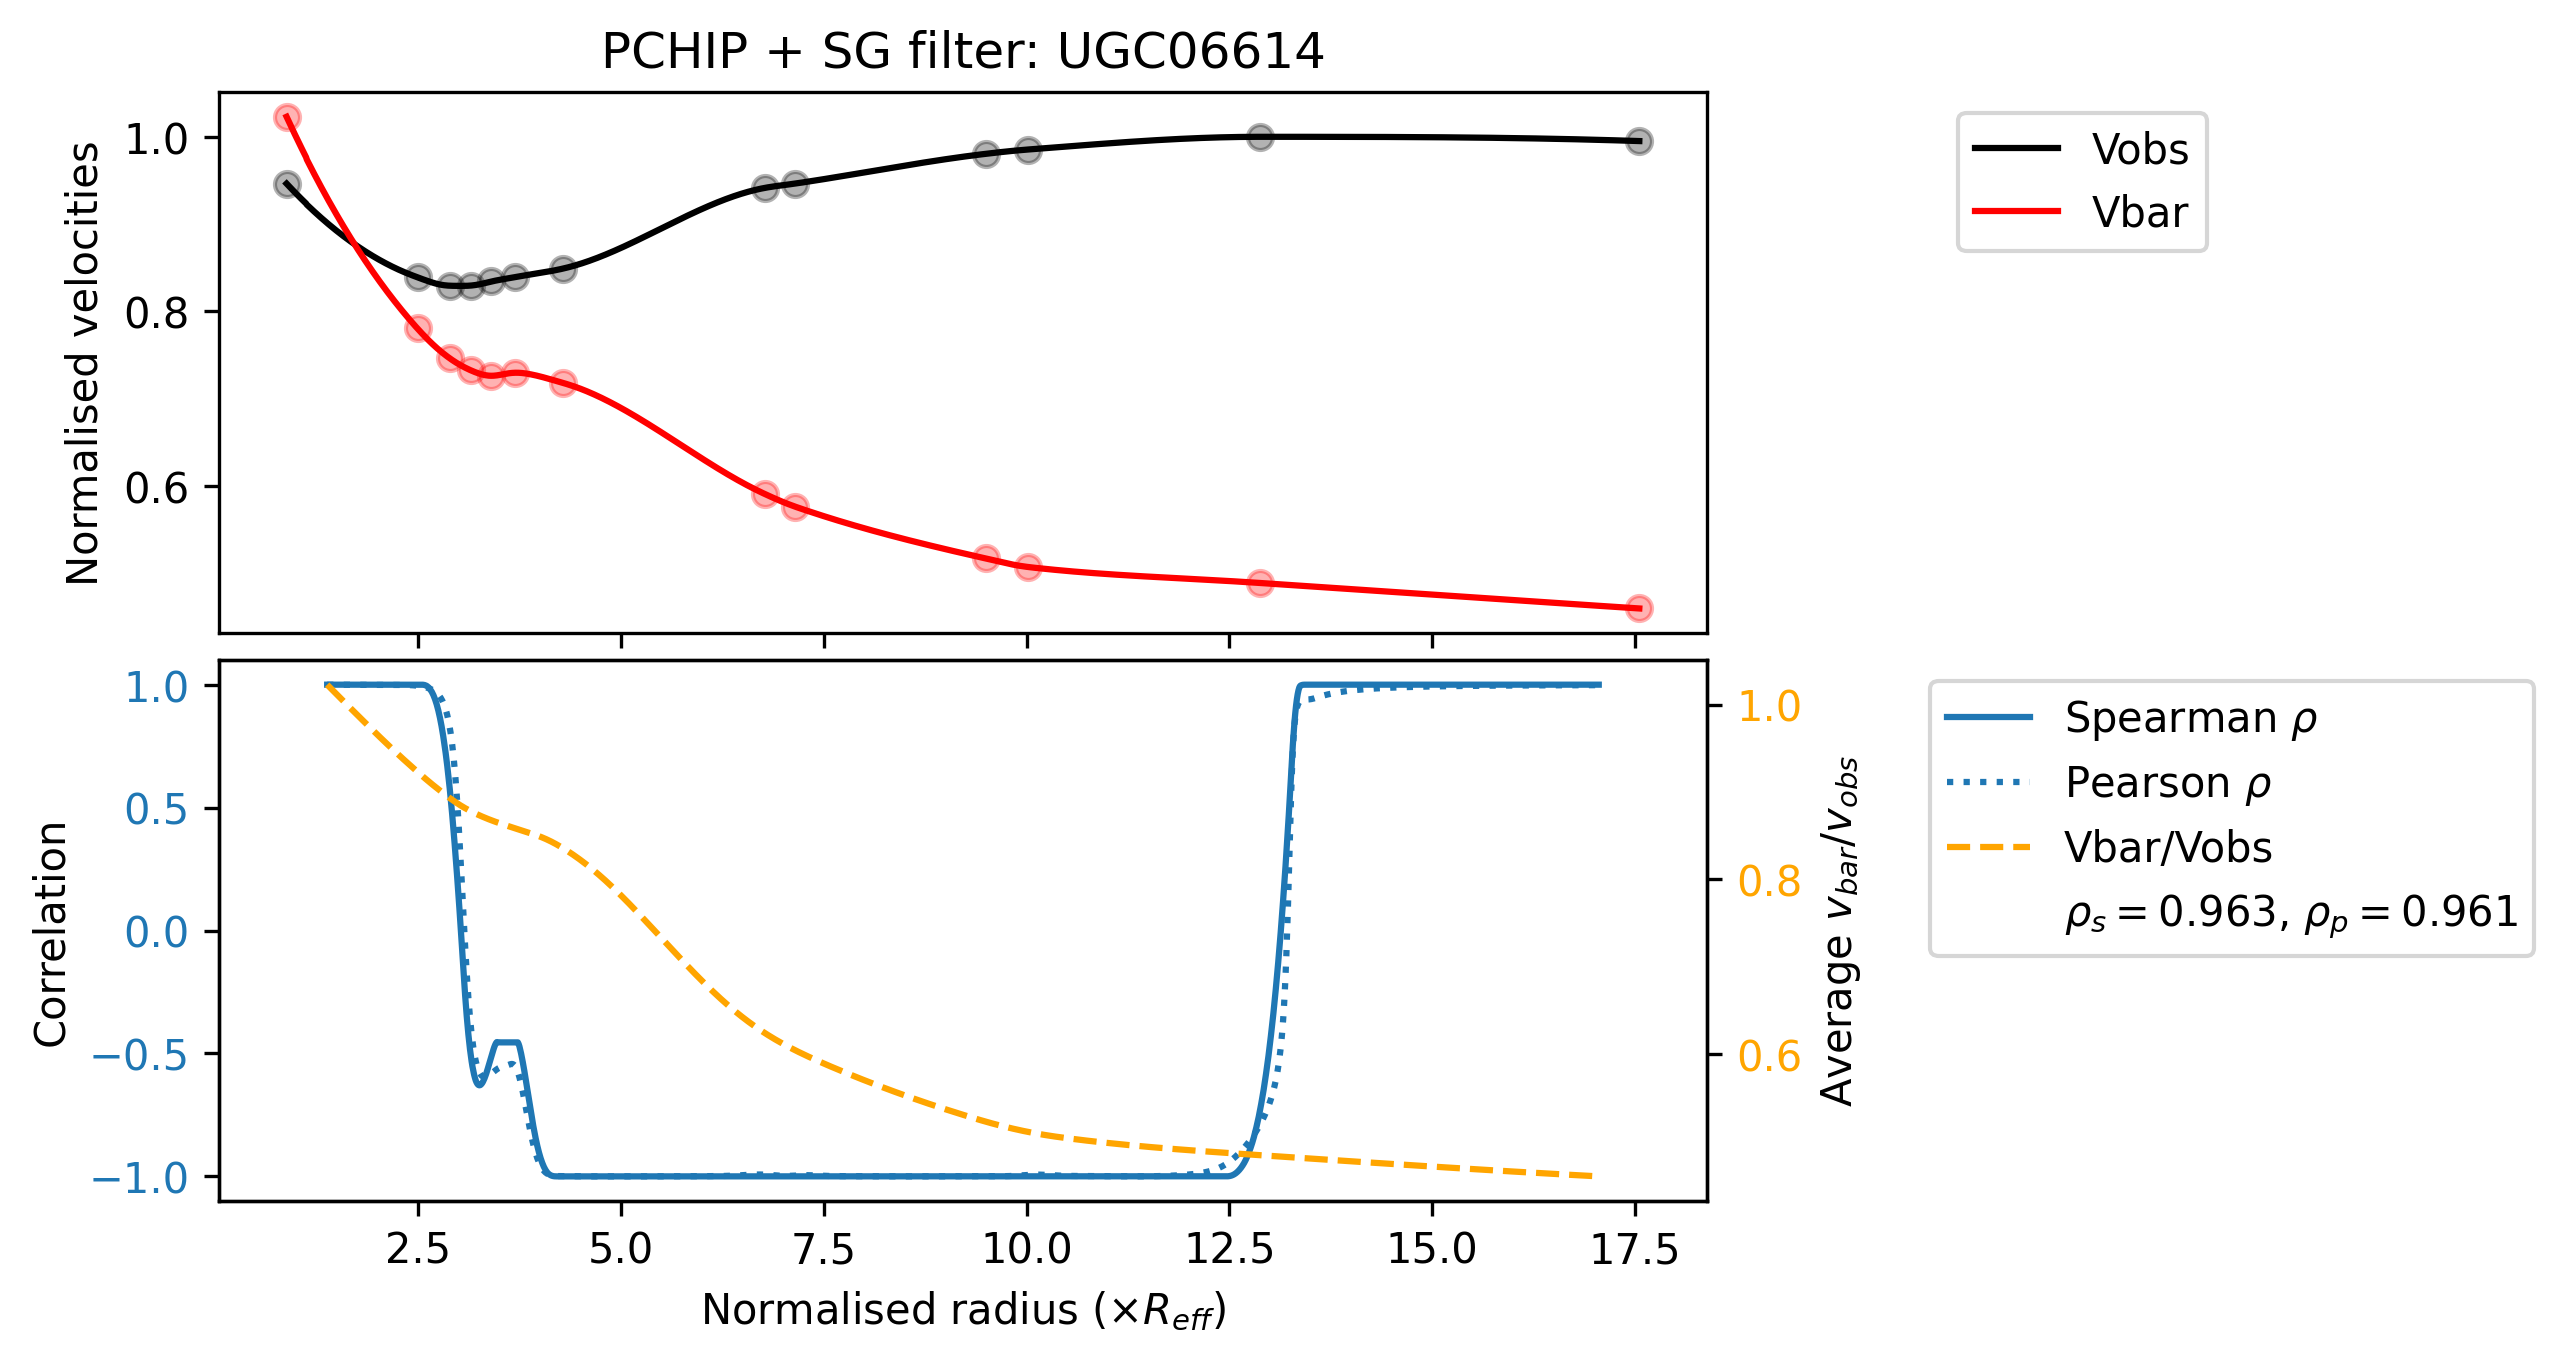 PCHIP + SG filter: UGC06614
Normalised velocities
1.0
0.8
0.6
Vobs
Vbar
Correlation
1.0
0.5
0.0
−0.5
−1.0
1.0
0.8
0.6
Average v_bar/v_obs
Spearman ρ
Pearson ρ
Vbar/Vobs
ρ_s = 0.963, ρ_p = 0.961
2.5 5.0 7.5 10.0 12.5 15.0 17.5
Normalised radius (×R_eff)